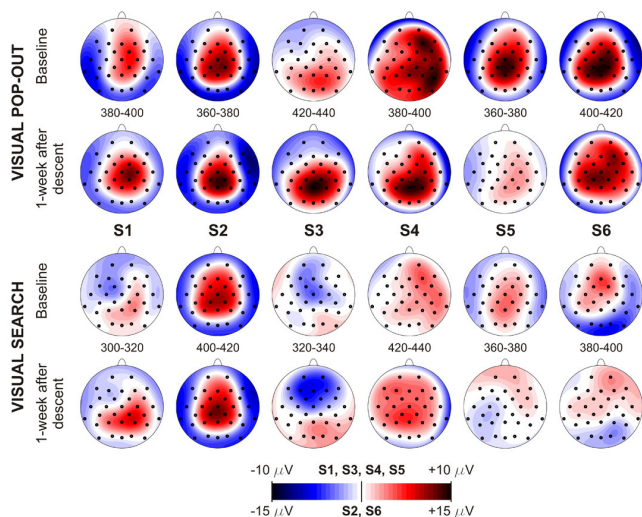 VISUAL POP-OUT
Baseline
380-400 360-380 420-440 380-400 360-380 400-420
1-week after
descent
S1 S2 S3 S4 S5 S6
VISUAL SEARCH
Baseline
300-320 400-420 320-340 420-440 360-380 380-400
1-week after
descent
-10 μV S1, S3, S4, S5 +10 μV
-15 μV S2, S6 +15 μV